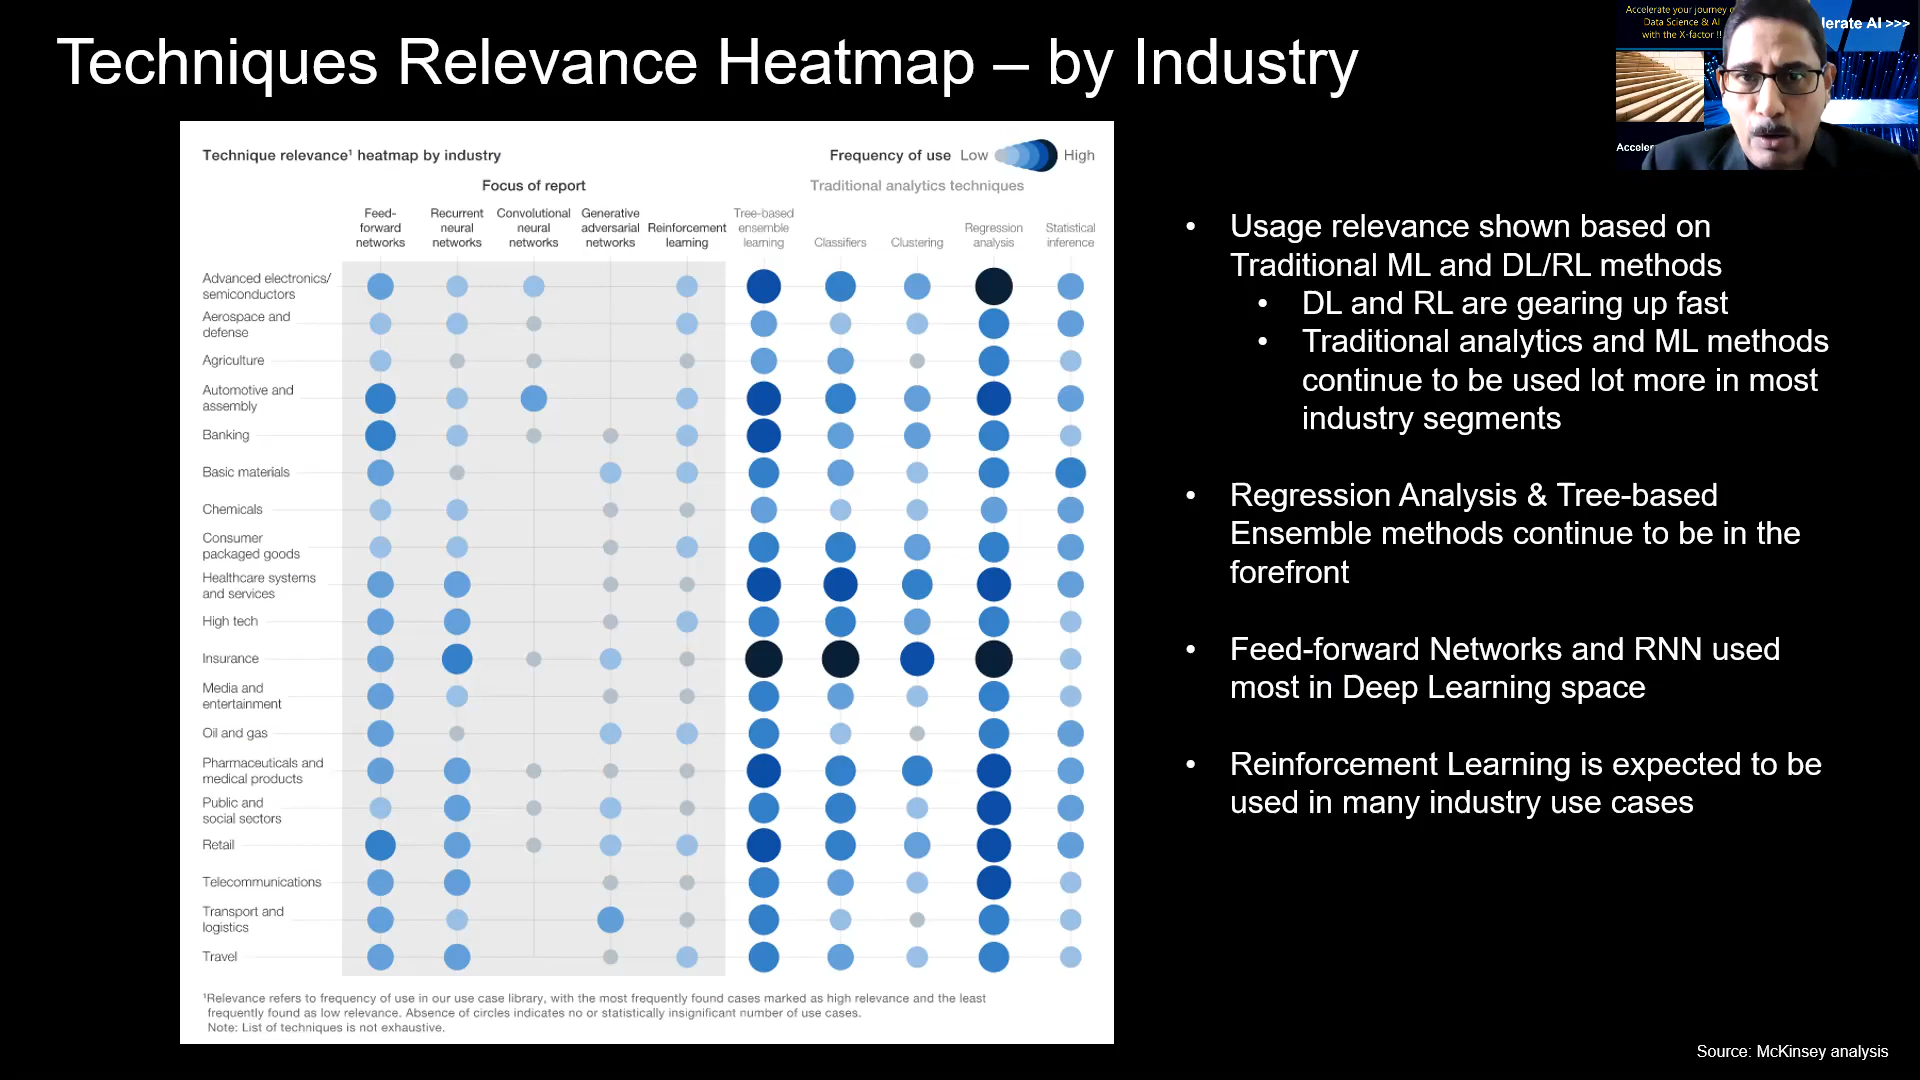 Techniques Relevance Heatmap – by Industry
Accelerate your journey
Data Science & AI
with the X-factor !!
lerate AI >>>
Technique relevance¹ heatmap by industry
Frequency of use Low High
Focus of report
Traditional analytics techniques
Feed-
forward
networks
Recurrent
neural
networks
Convolutional
neural
networks
Generative
adversarial
networks
Reinforcement
learning
Tree-based
ensemble
learning
Classifiers
Clustering
Regression
analysis
Statistical
inference
Advanced electronics/
semiconductors
Aerospace and
defense
Agriculture
Automotive and
assembly
Banking
Basic materials
Chemicals
Consumer
packaged goods
Healthcare systems
and services
High tech
Insurance
Media and
entertainment
Oil and gas
Pharmaceuticals and
medical products
Public and
social sectors
Retail
Telecommunications
Transport and
logistics
Travel
¹Relevance refers to frequency of use in our use case library, with the most frequently found cases marked as high relevance and the least
frequently found as low relevance. Absence of circles indicates no or statistically insignificant number of use cases.
Note: List of techniques is not exhaustive.
• Usage relevance shown based on
Traditional ML and DL/RL methods
• DL and RL are gearing up fast
• Traditional analytics and ML methods
continue to be used lot more in most
industry segments
• Regression Analysis & Tree-based
Ensemble methods continue to be in the
forefront
• Feed-forward Networks and RNN used
most in Deep Learning space
• Reinforcement Learning is expected to be
used in many industry use cases
Source: McKinsey analysis